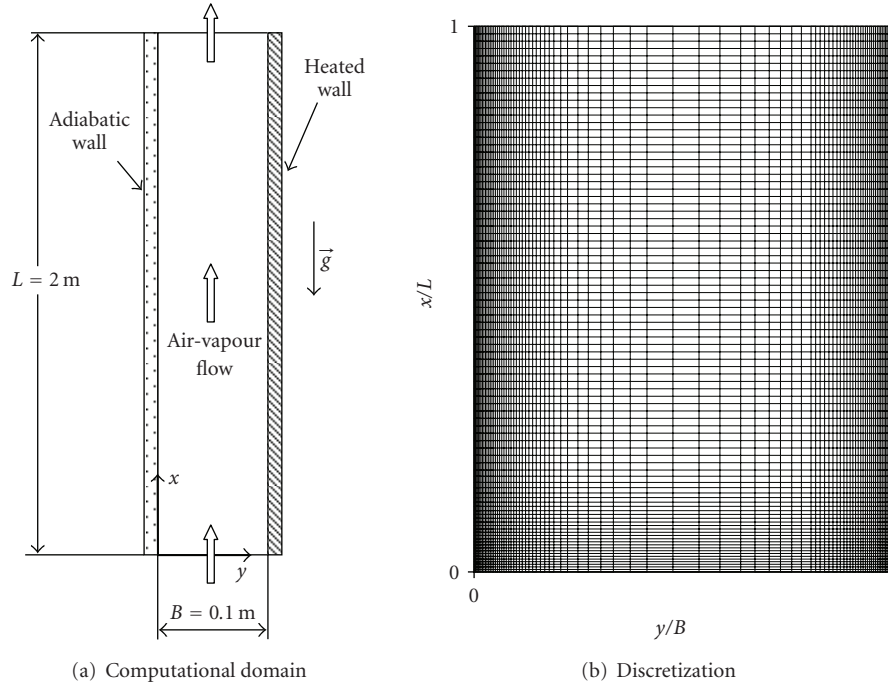 Adiabatic
wall
Heated
wall
L = 2 m
g
Air-vapour
flow
x
y
B = 0.1 m
(a) Computational domain
1
x/L
0
0
y/B
(b) Discretization